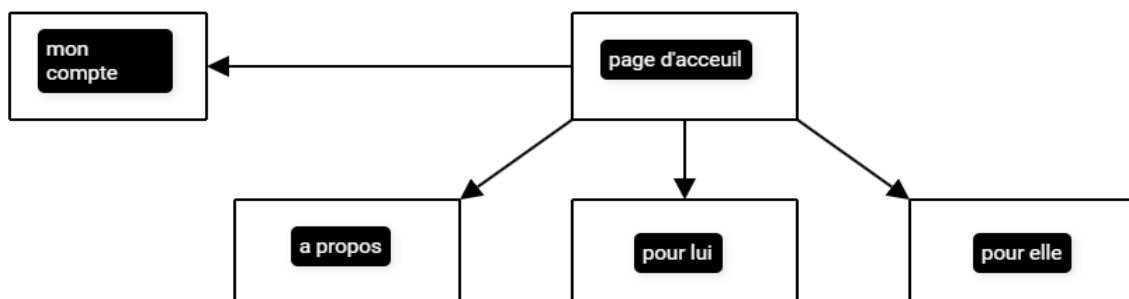 mon
compte
page d'acceuil
a propos
pour lui
pour elle